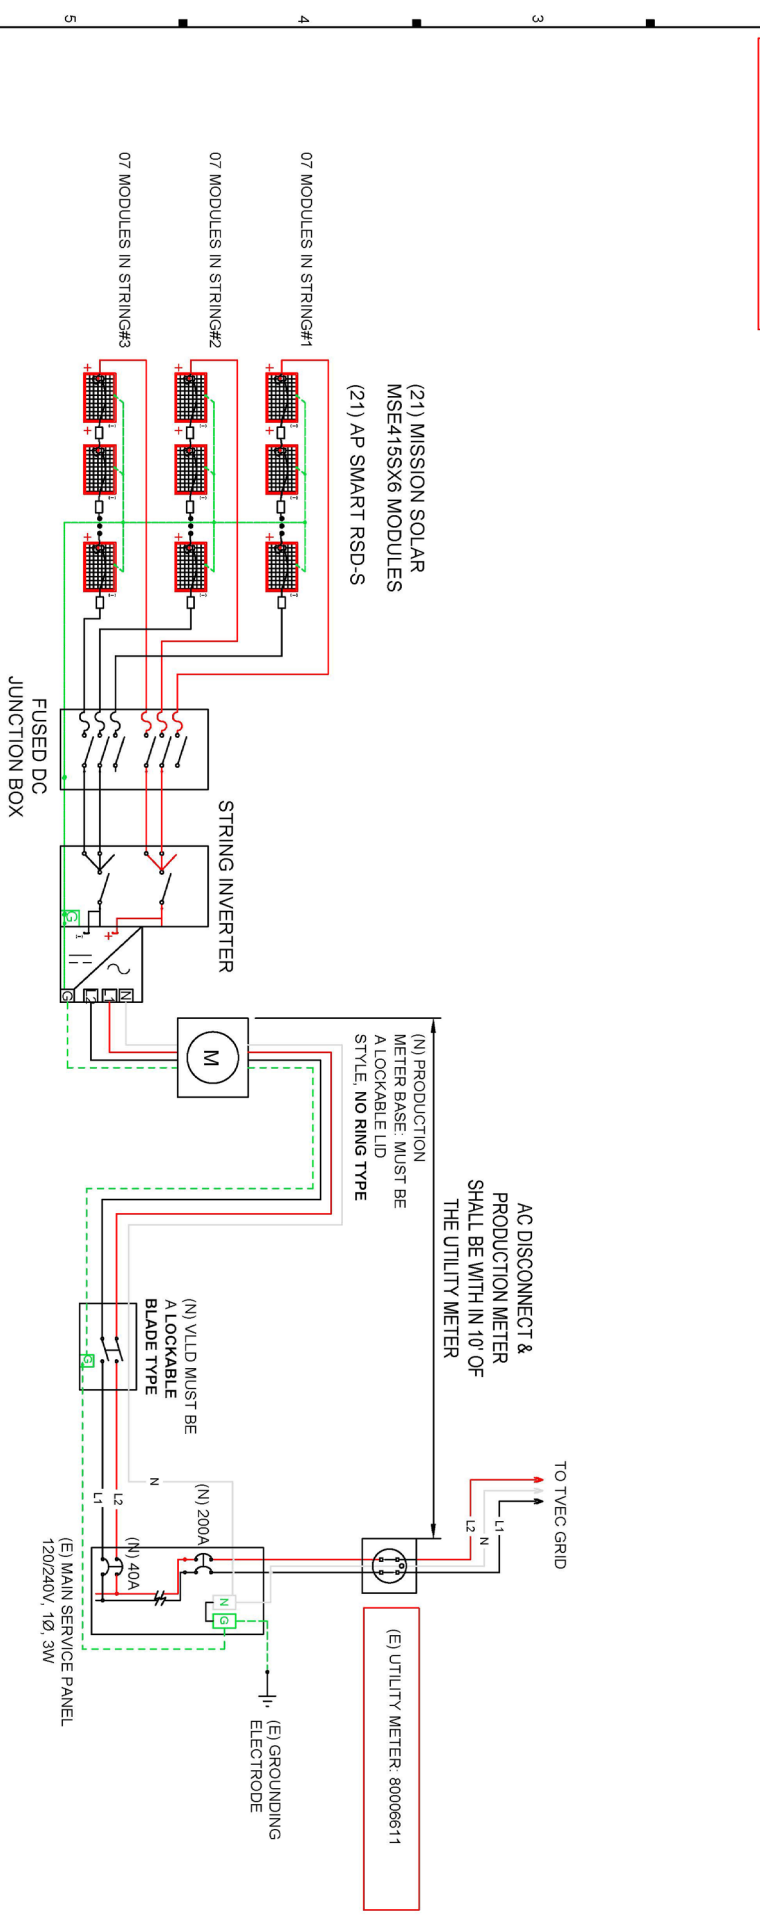 5
4
3
07 MODULES IN STRING#1
07 MODULES IN STRING#2
07 MODULES IN STRING#3
(21) MISSION SOLAR
MSE415SX6 MODULES
(21) AP SMART RSD-S
+
+
+
+
+
+
+
+
+
FUSED DC
JUNCTION BOX
STRING INVERTER
G
+
G
L2
L1
N
M
(N) PRODUCTION
METER BASE: MUST BE
A LOCKABLE LID
STYLE, NO RING TYPE
AC DISCONNECT &
PRODUCTION METER
SHALL BE WITH IN 10' OF
THE UTILITY METER
(N) VLLD MUST BE
A LOCKABLE
BLADE TYPE
G
TO TVEC GRID
L1
N
L2
N
L2
L1
(N) 200A
(N) 40A
N
G
(E) MAIN SERVICE PANEL
120/240V, 1Ø, 3W
(E) GROUNDING
ELECTRODE
(E) UTILITY METER: 80006611